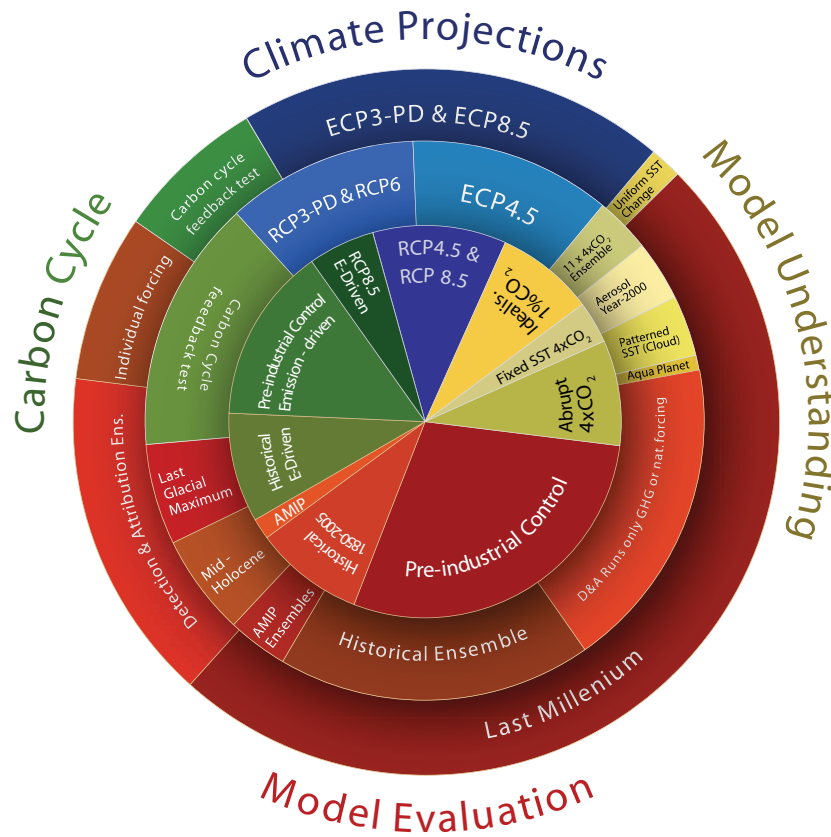 Climate Projections
Model Understanding
Model Evaluation
Carbon Cycle
ECP3-PD & ECP8.5
Uniform SST
Change
Last Millenium
Detection & Attribution Ens.
Individual forcing
Carbon cycle
feedback test
RCP3-PD & RCP6
ECP4.5
11 x 4xCO2
Ensemble
Aerosol
Year-2000
Patterned
SST (Cloud)
Aqua Planet
D&A Runs only GHG or nat.forcing
Historical Ensemble
AMIP
Ensembles
Mid -
Holocene
Last
Glacial
Maximum
Carbon Cycle
feeedback test
RCP4.5 &
RCP 8.5
Idealis.
1%CO2
Fixed SST 4xCO2
Abrupt
4xCO2
Pre-industrial Control
Historical
1850-2005
AMIP
Historical
E-Driven
Pre-industrial Control
Emission - driven
RCP8.5
E-Driven